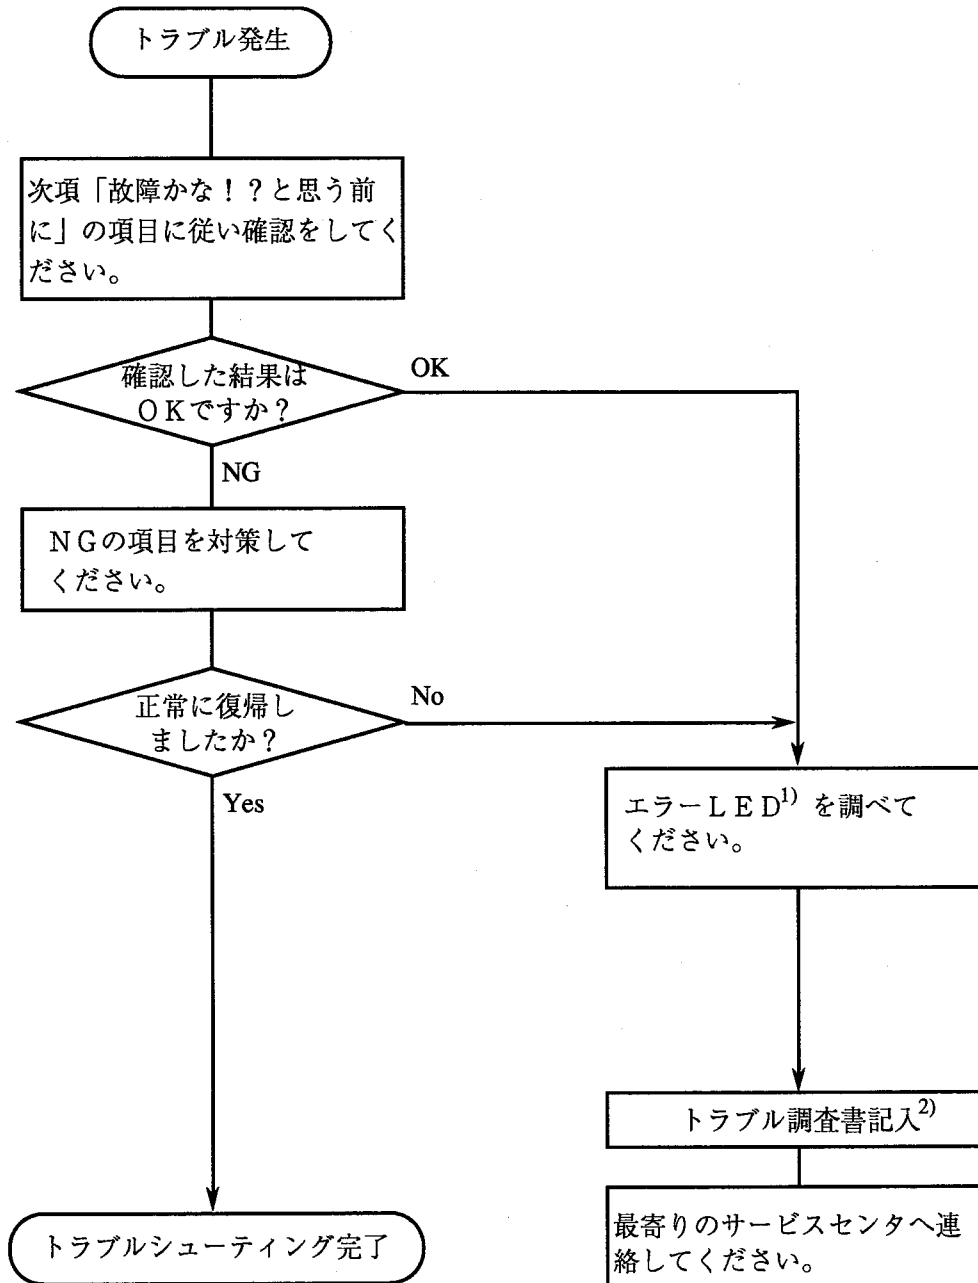 トラブル発生
次項「故障かな！？と思う前
に」の項目に従い確認をしてく
ださい。
確認した結果は
ＯＫですか？
OK
NG
ＮＧの項目を対策して
ください。
正常に復帰し
ましたか？
No
Yes
エラーＬＥＤ1) を調べて
ください。
トラブル調査書記入2)
最寄りのサービスセンタへ連
絡してください。
トラブルシューティング完了